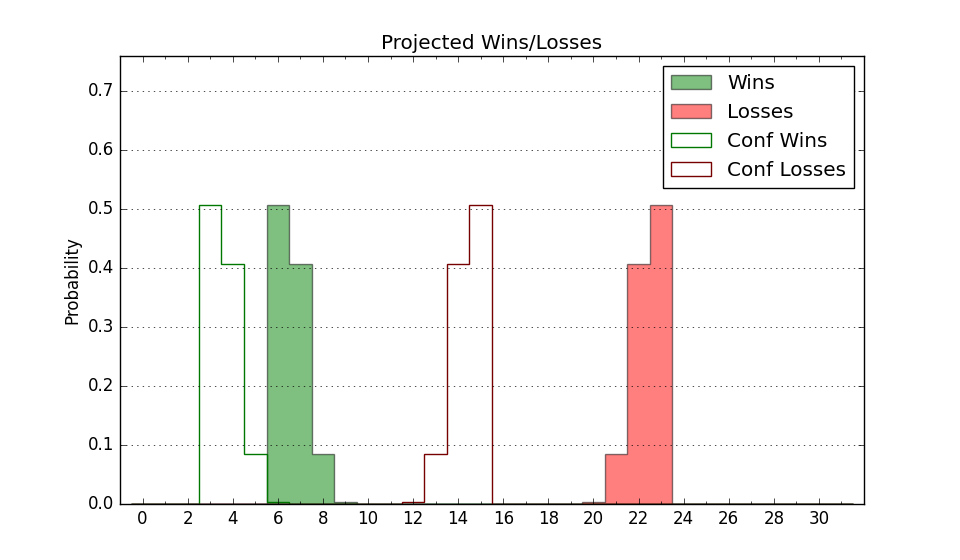 Projected Wins/Losses
Wins
Losses
Conf Wins
Conf Losses
Probability
0.7
0.6
0.5
0.4
0.3
0.2
0.1
0.0
0 2 4 6 8 10 12 14 16 18 20 22 24 26 28 30